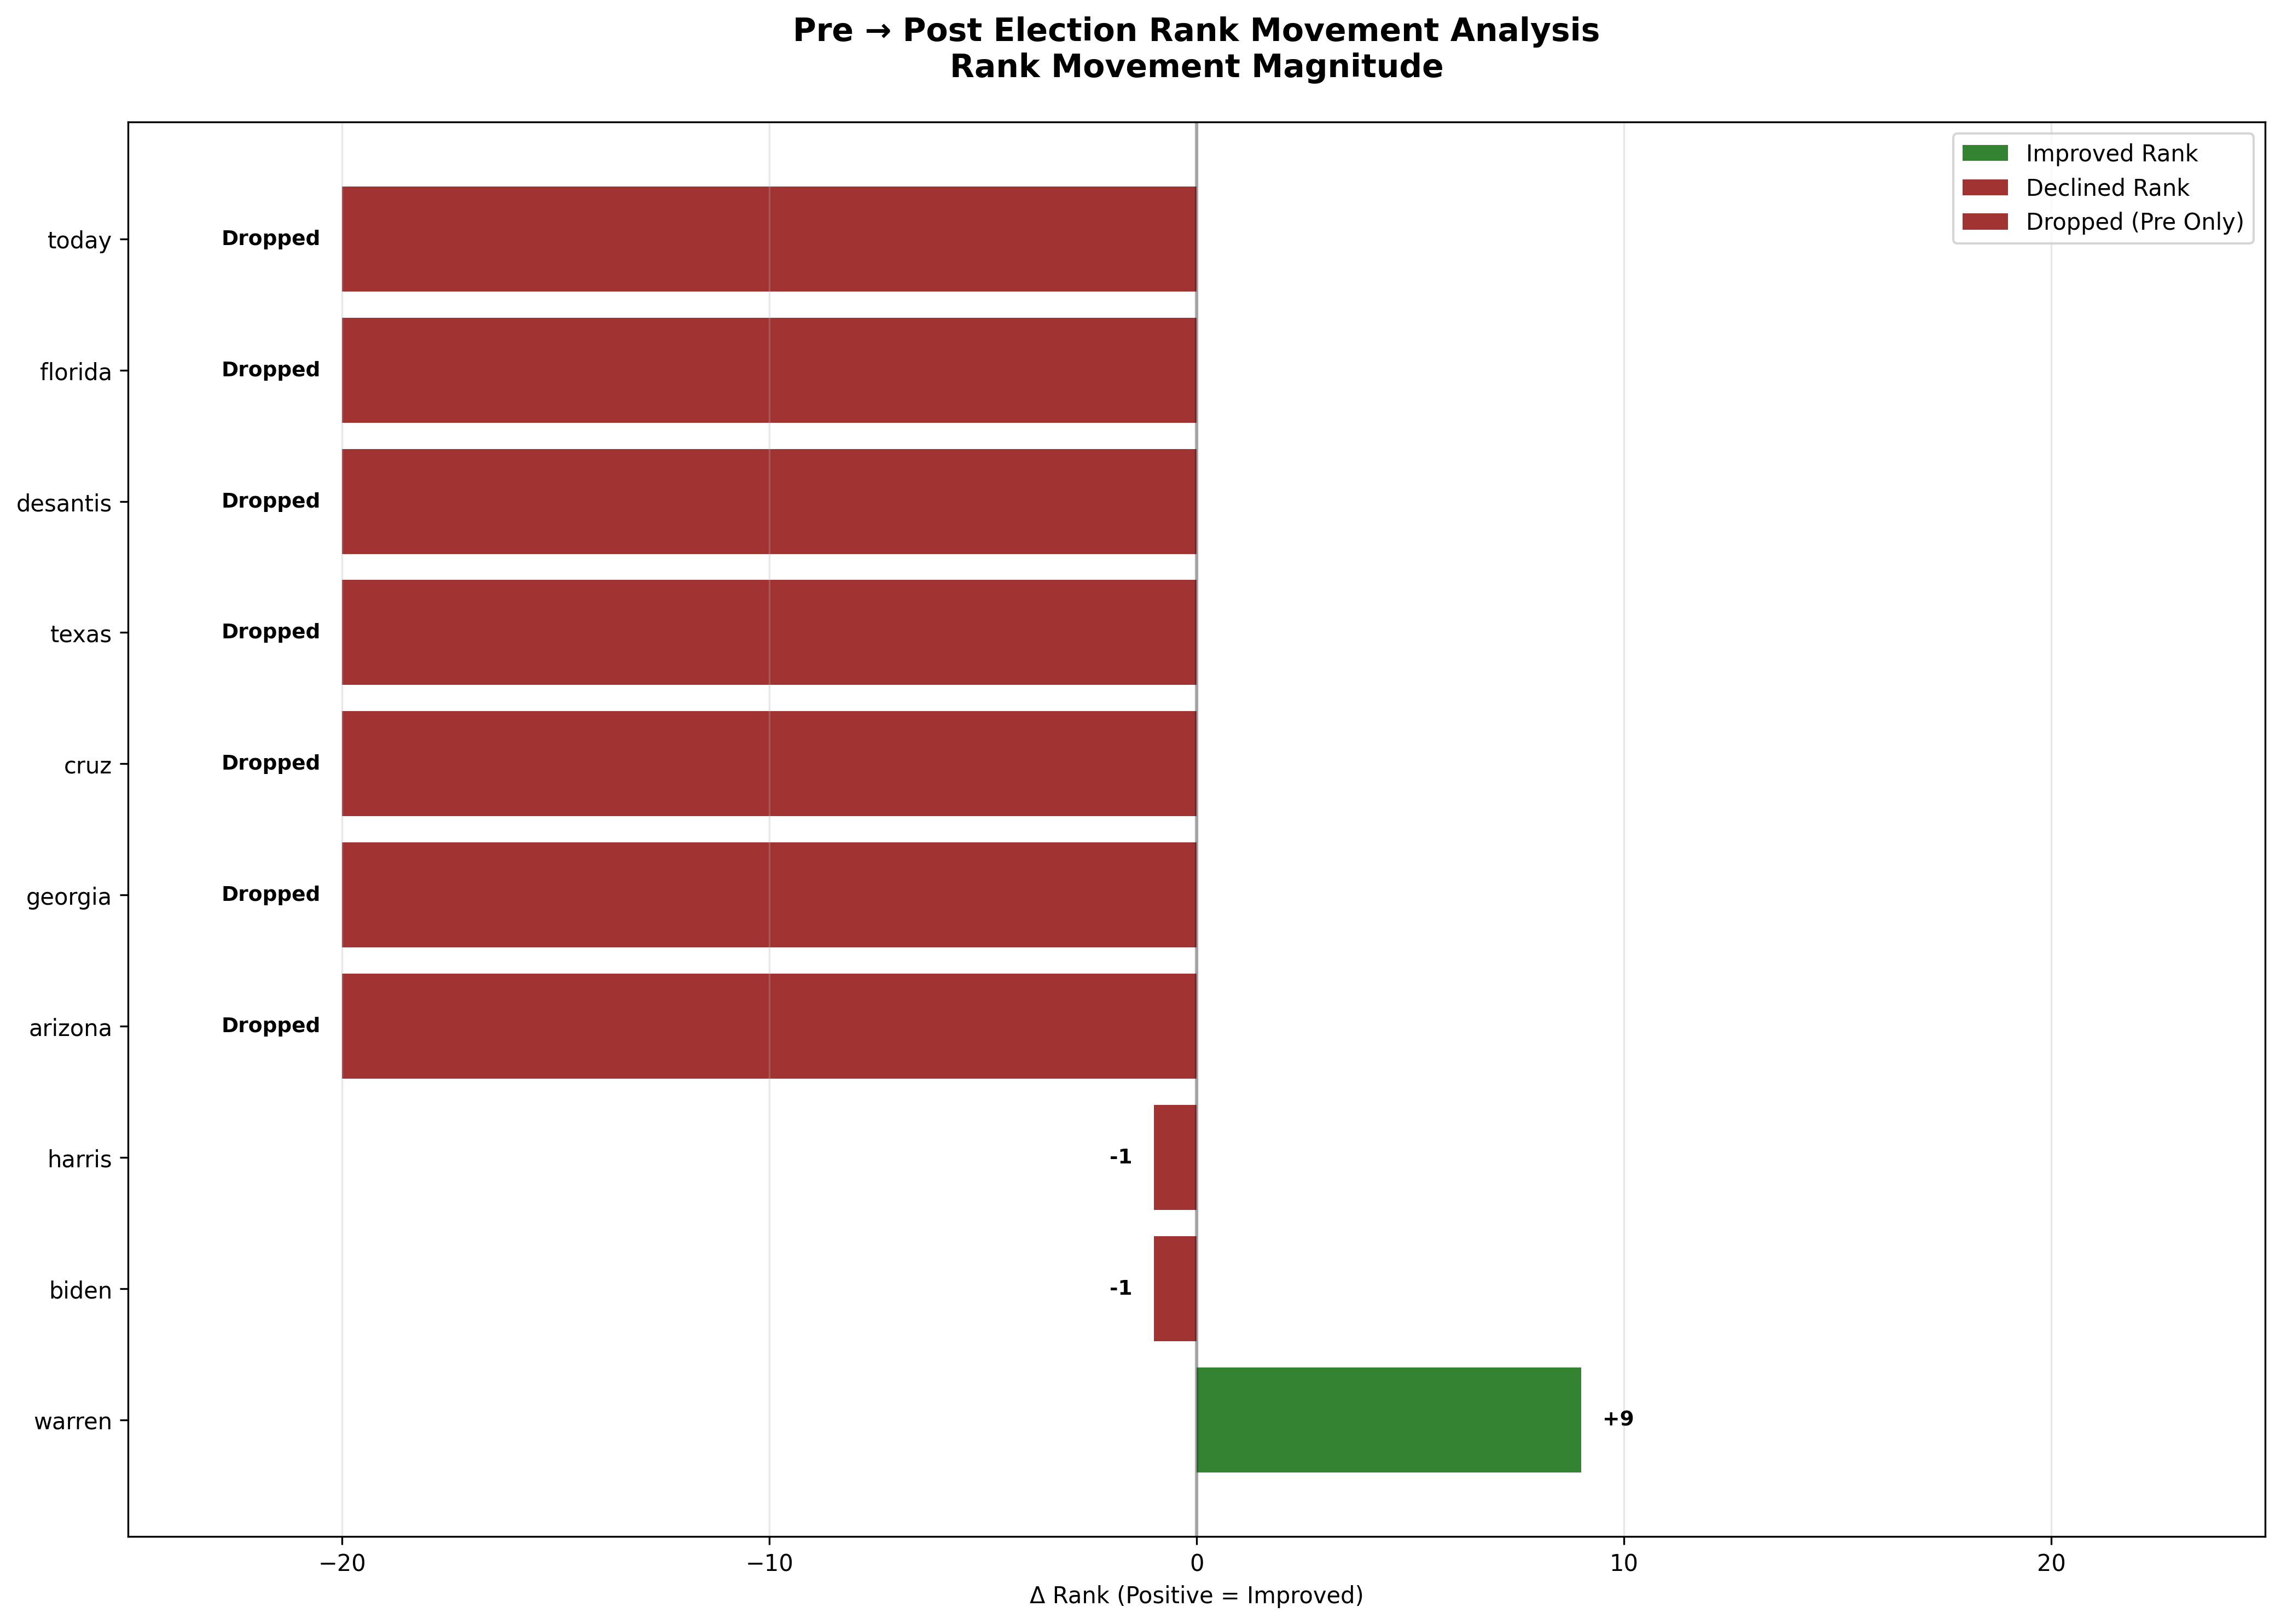 Pre → Post Election Rank Movement Analysis
Rank Movement Magnitude
Improved Rank
Declined Rank
Dropped (Pre Only)
today Dropped
florida Dropped
desantis Dropped
texas Dropped
cruz Dropped
georgia Dropped
arizona Dropped
harris -1
biden -1
warren +9
−20 −10 0 10 20
Δ Rank (Positive = Improved)